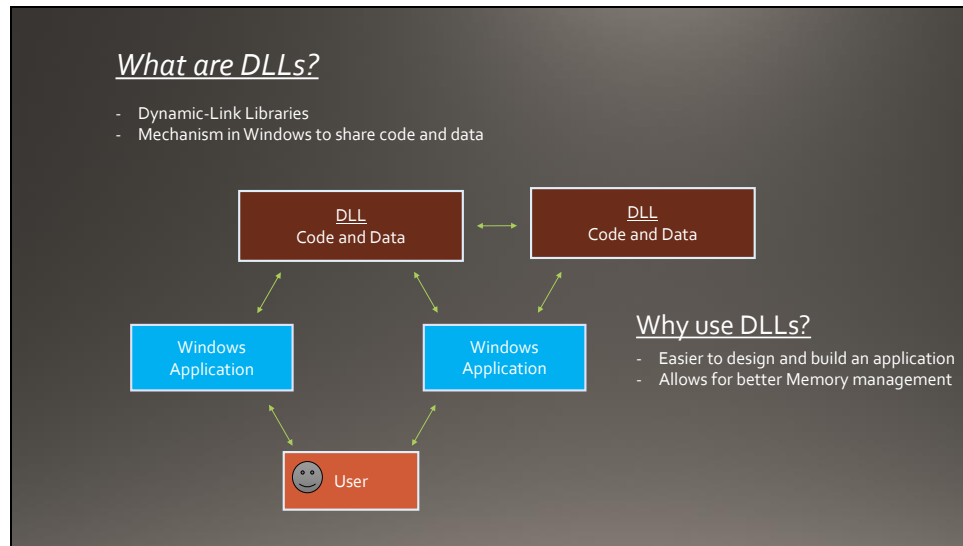 What are DLLs?
- Dynamic-Link Libraries
- Mechanism in Windows to share code and data
DLL
Code and Data
DLL
Code and Data
Windows
Application
Windows
Application
Why use DLLs?
- Easier to design and build an application
- Allows for better Memory management
User